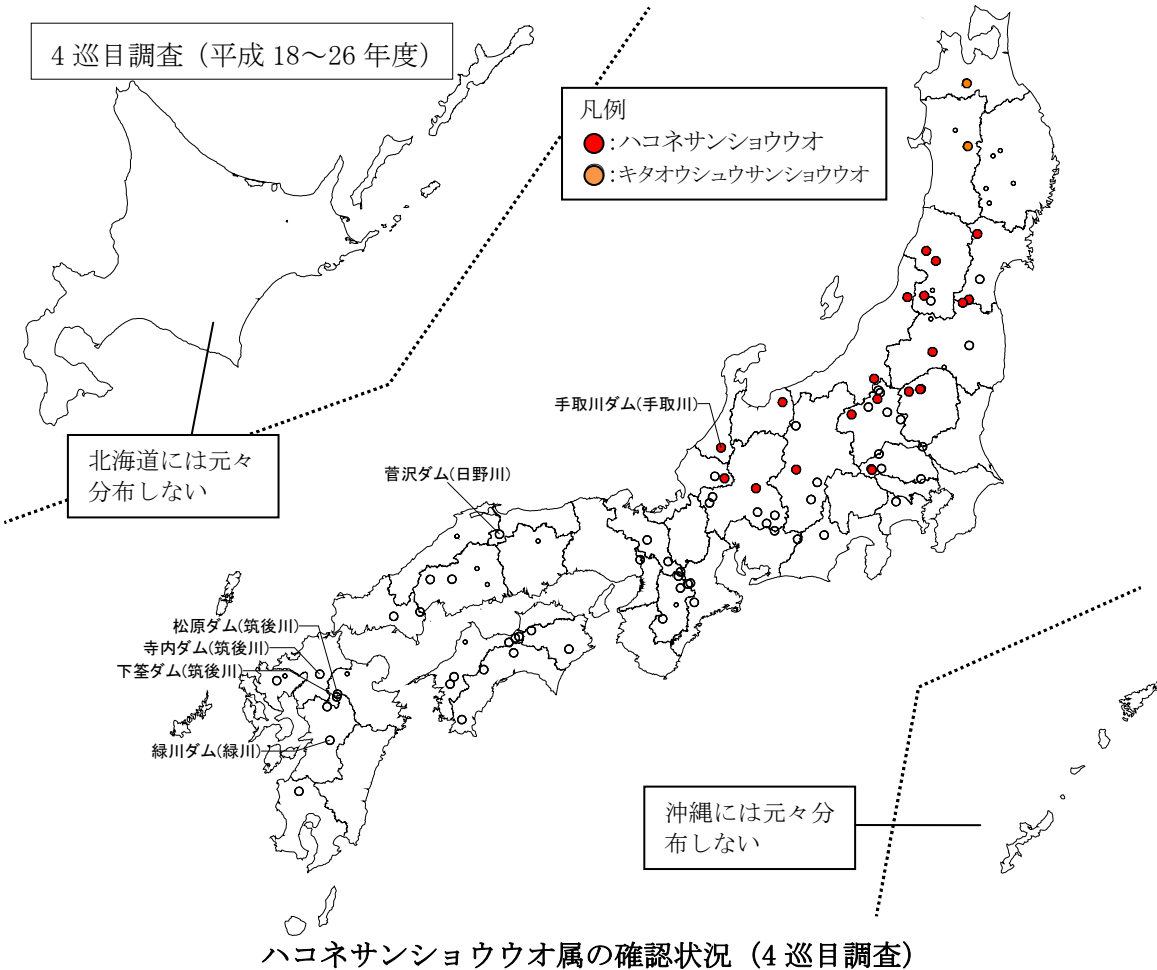 4巡目調査（平成18～26年度）
凡例
●：ハコネサンショウウオ
●：キタオウシュウサンショウウオ
手取川ダム(手取川)
北海道には元々
分布しない
菅沢ダム(日野川)
松原ダム(筑後川)
寺内ダム(筑後川)
下筌ダム(筑後川)
緑川ダム(緑川)
沖縄には元々分
布しない
ハコネサンショウウオ属の確認状況（4巡目調査）